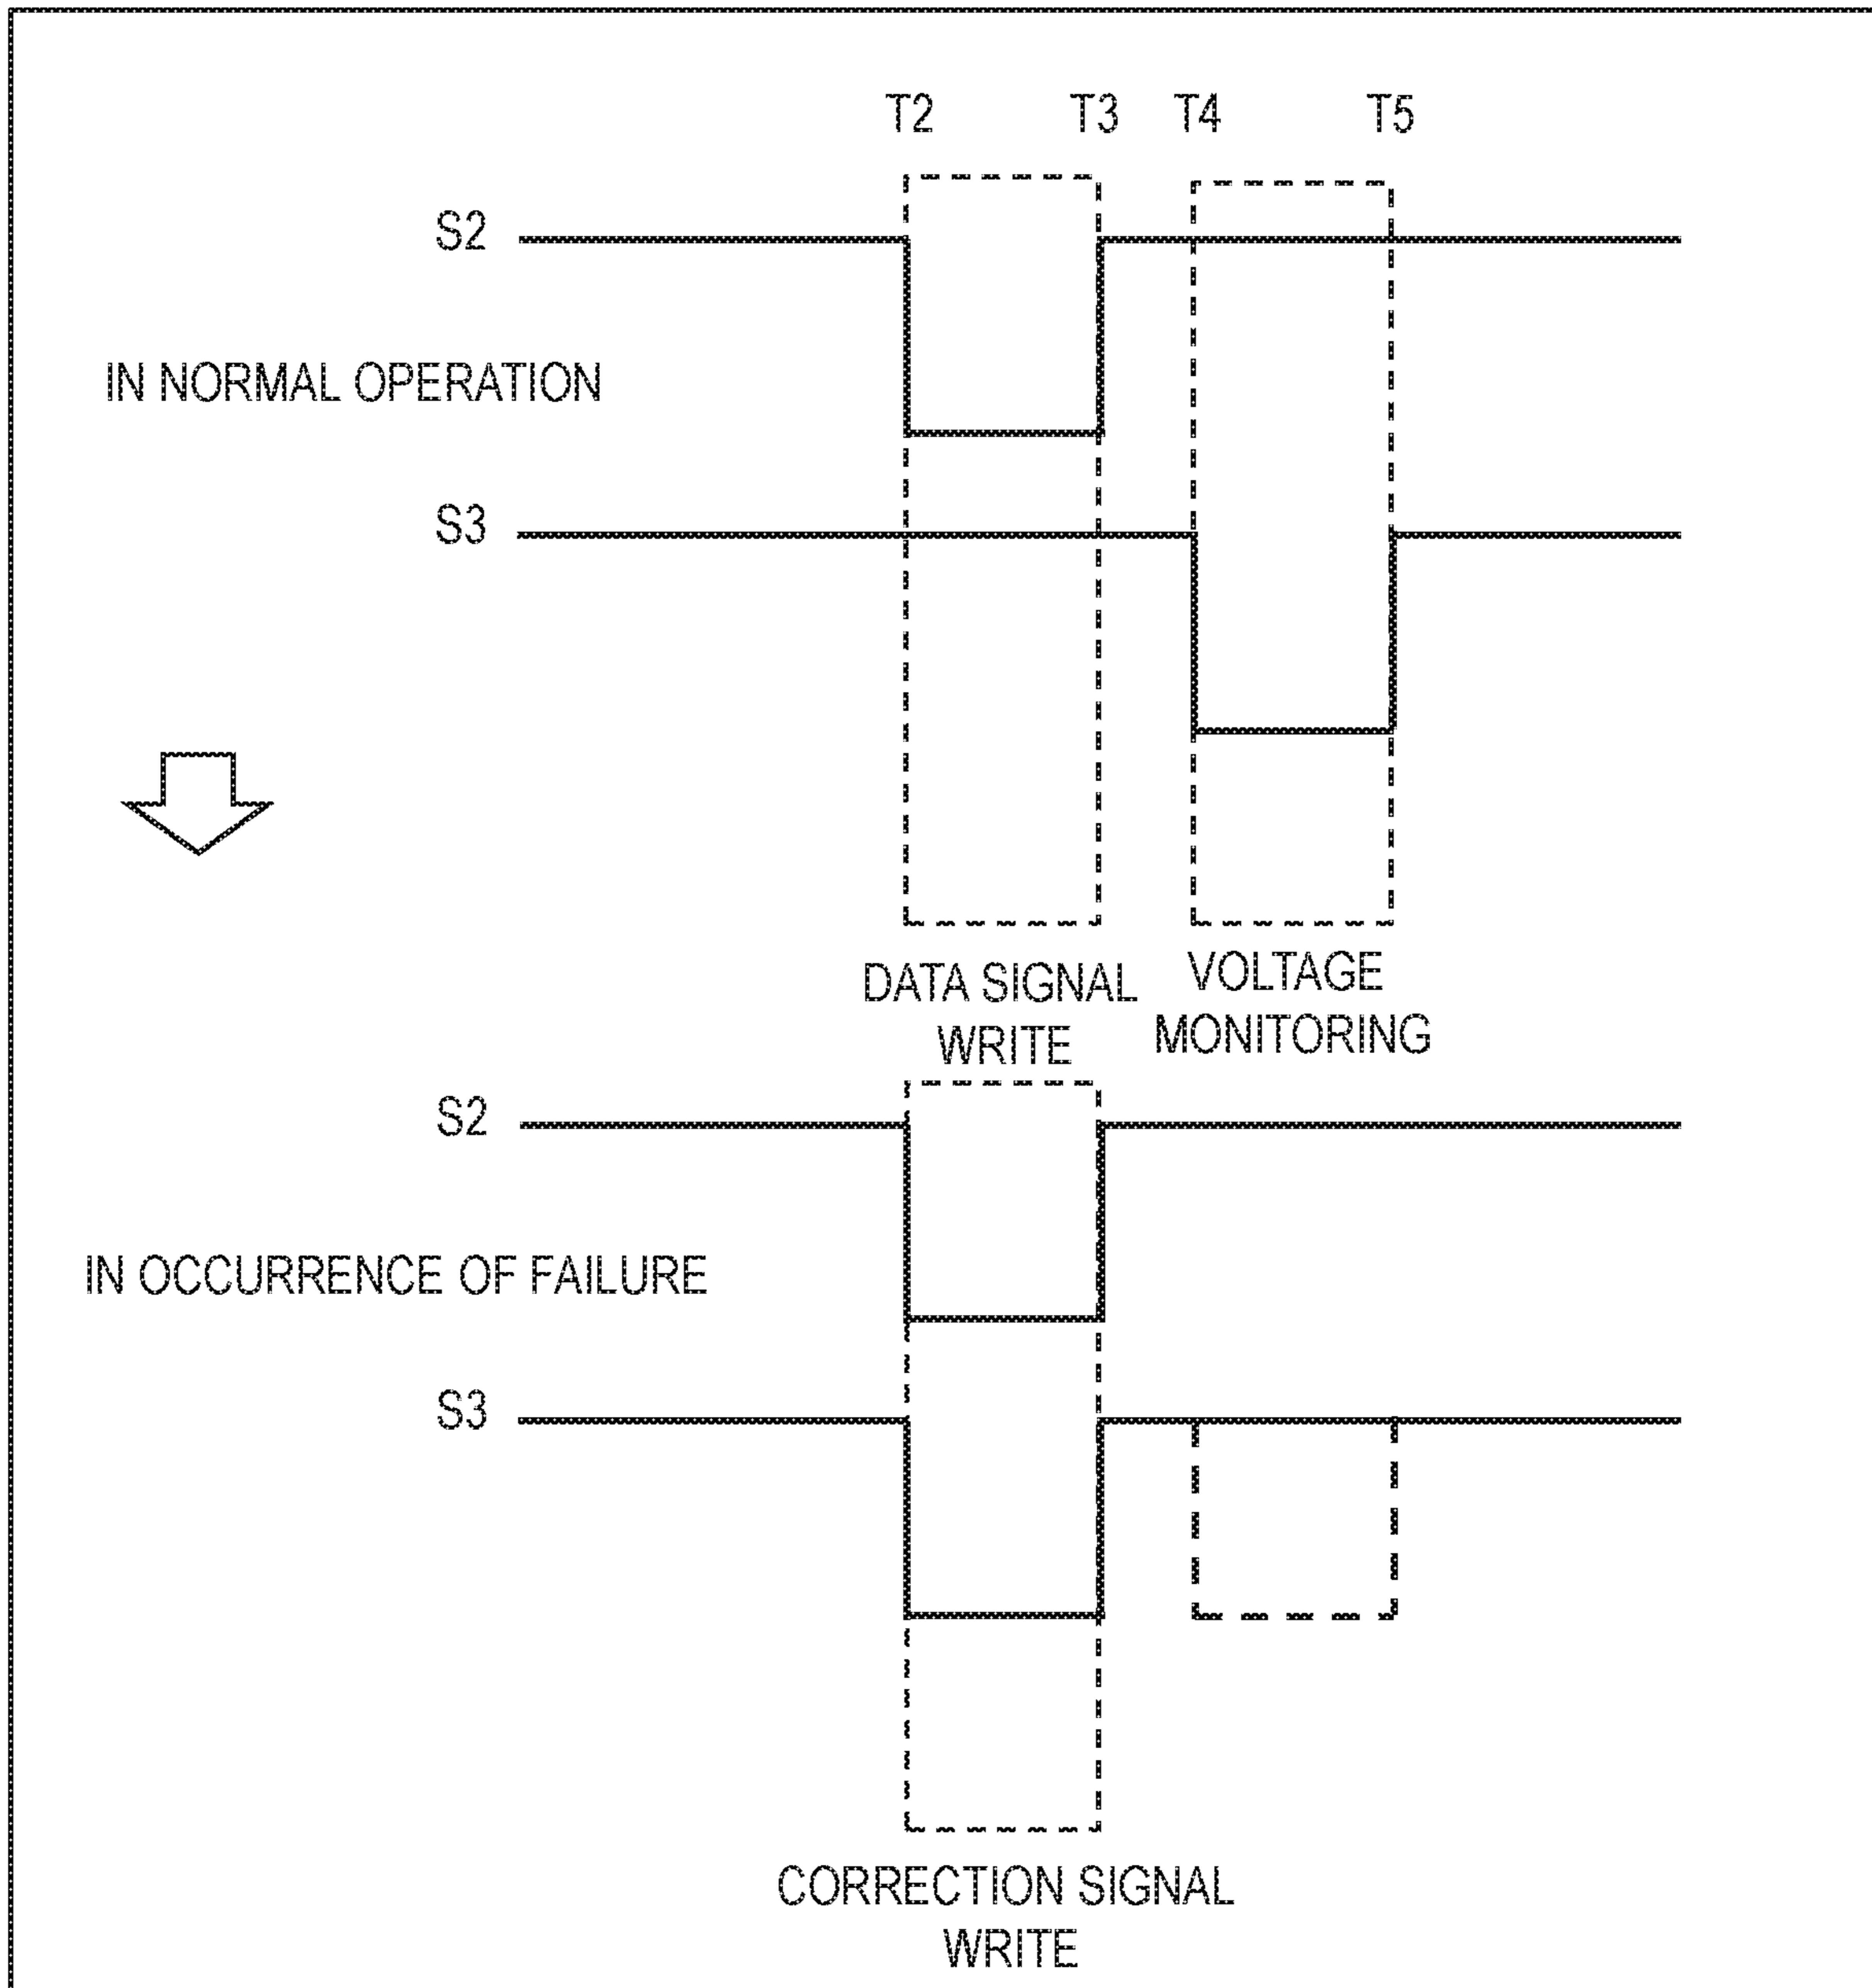 T2 T3 T4 T5
S2
IN NORMAL OPERATION
S3
DATA SIGNAL
WRITE
VOLTAGE
MONITORING
S2
IN OCCURRENCE OF FAILURE
S3
CORRECTION SIGNAL
WRITE